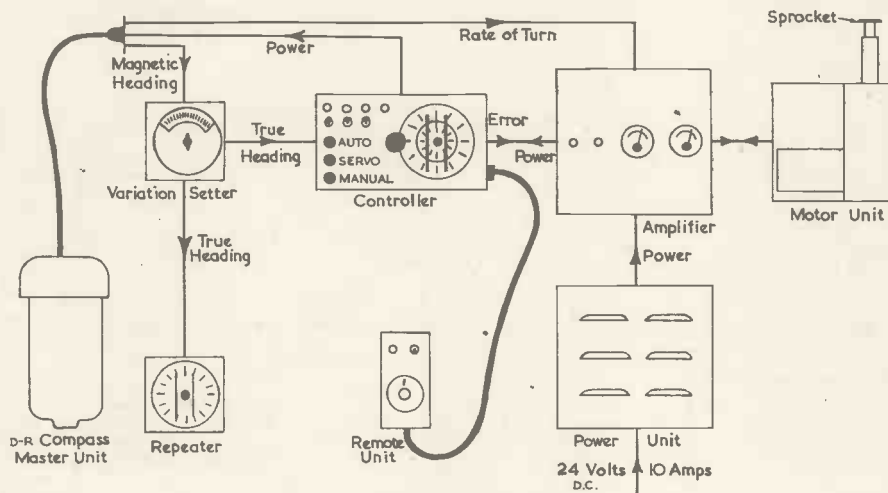 Sprocket
Rate of Turn
Power
Magnetic
Heading
True
Heading
AUTO
SERVO
MANUAL
Error
Power
Variation Setter
Controller
Amplifier
Motor Unit
True
Heading
Power
D-R Compass
Master Unit
Repeater
Remote
Unit
Power Unit
24 Volts 10 Amps
D.C.